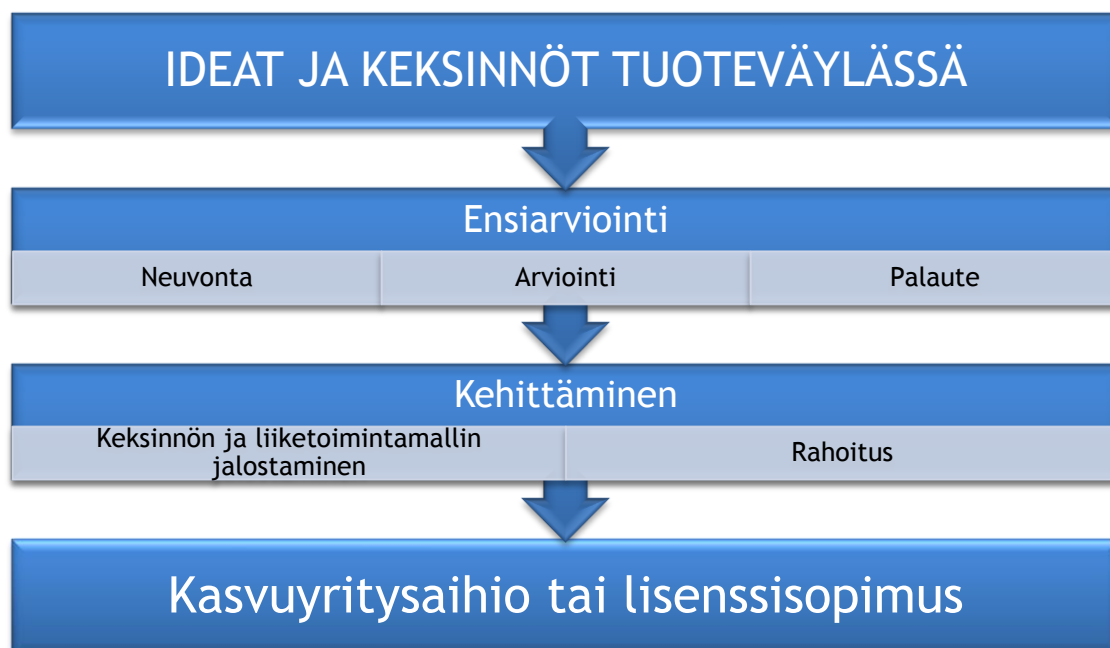 IDEAT JA KEKSINNÖT TUOTEVÄYLÄSSÄ
Ensiarviointi
Neuvonta
Arviointi
Palaute
Kehittäminen
Keksinnön ja liiketoimintamallin
jalostaminen
Rahoitus
Kasvuyritysaihio tai lisenssisopimus